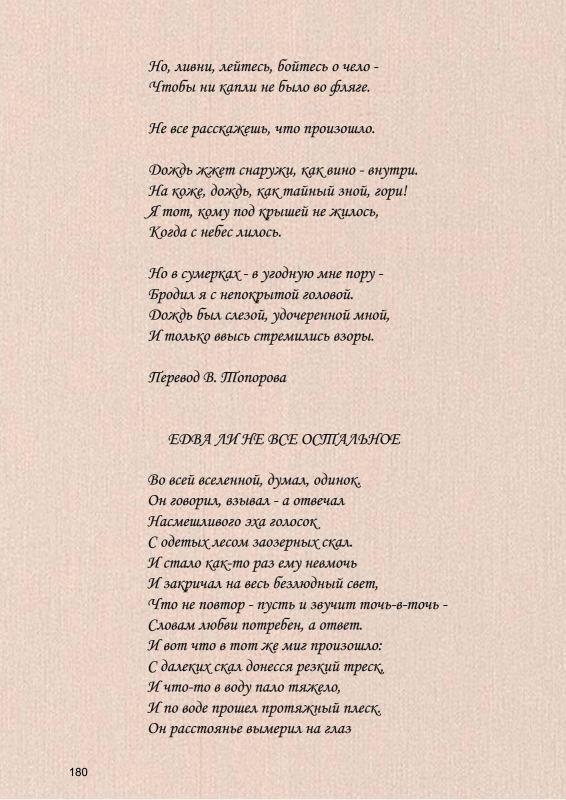 Но, ливни, лейтесь, бойтесь о чело -
Чтобы ни капли не было во фляге.
Не все расскажешь, что произошло.
Дождь жжет снаружи, как вино - внутри.
На коже, дождь, как тайный зной, гори!
Я тот, кому под крышей не жилось,
Когда с небес лилось.
Но в сумерках - в угодную мне пору -
Бродил я с непокрытой головой.
Дождь был слезой, удочеренной мной,
И только ввысь стремились взоры.
Перевод В. Топорова
ЕДВА ЛИ НЕ ВСЕ ОСТАЛЬНОЕ
Во всей вселенной, думал, одинок.
Он говорил, взывал - а отвечал
Насмешливого эха голосок
С одетых лесом заозерных скал.
И стало как-то раз ему невмочь
И закричал на весь безлюдный свет,
Что не повтор - пусть и звучит точь-в-точь -
Словам любви потребен, а ответ.
И вот что в тот же миг произошло:
С далеких скал донесся резкий треск,
И что-то в воду пало тяжело,
И по воде прошел протяжный плеск.
Он расстоянье вымерил на глаз
180